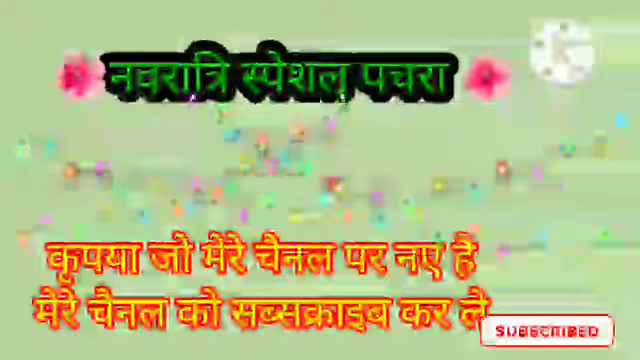 नवरात्रि स्पेशल पचरा
कृपया जो मेरे चैनल पर नए है
मेरे चैनल को सब्सक्राइब कर ले
SUBSCRIBED